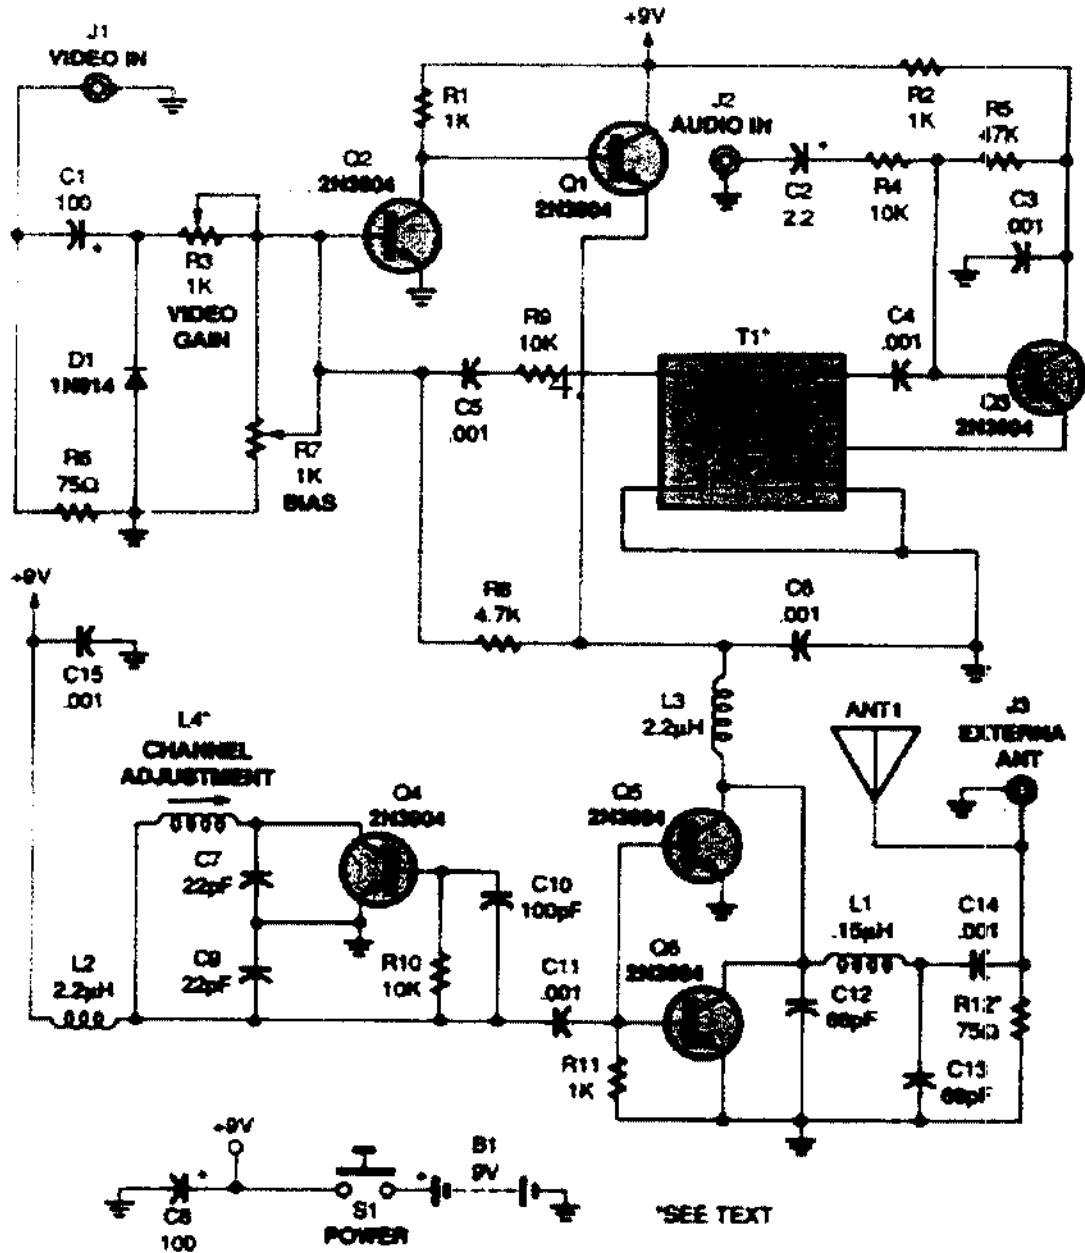 J1
VIDEO IN
+9V
R1
1K
R2
1K
R5
47K
J2
AUDIO IN
Q2
2N3904
Q1
2N3904
C2
2.2
R4
10K
C3
.001
C1
100
R3
1K
VIDEO
GAIN
D1
1N914
R9
10K
4.
C5
.001
T1*
C4
.001
Q3
2N3904
R7
1K
BIAS
R6
75Ω
+9V
C15
.001
4.7K
.001
L3
2.2µH
ANT1
J3
EXTERNA
ANT
L4*
CHANNEL
ADJUSTMENT
Q4
2N3904
Q5
2N3904
C7
22pF
C10
100pF
C9
22pF
L2
2.2µH
R10
10K
C11
.001
Q6
2N3904
L1
.15µH
C14
.001
C12
68pF
R12*
75Ω
R11
1K
C13
68pF
+9V
B1
9V
S1
POWER
100
*SEE TEXT